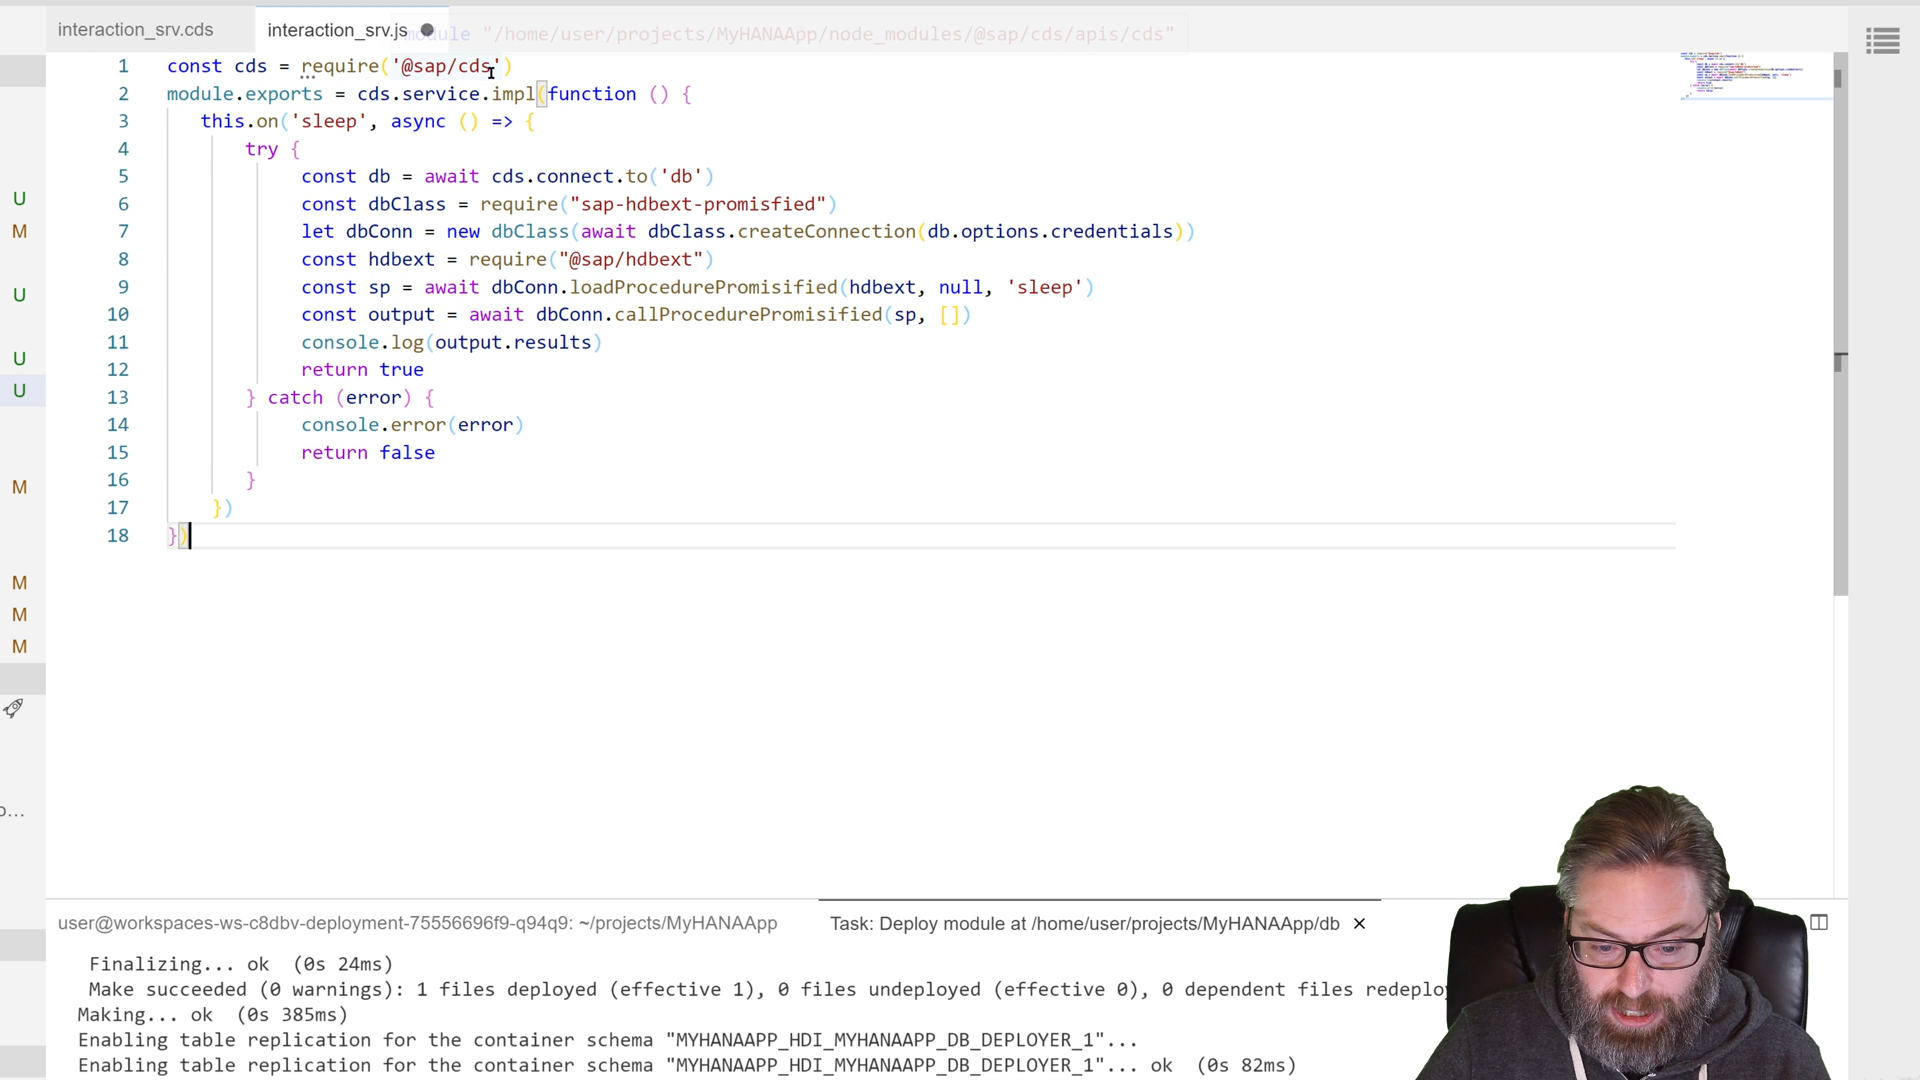 interaction_srv.cds
interaction_srv.js
module "/home/user/projects/MyHANAApp/node_modules/@sap/cds/apis/cds"
1 const cds = require('@sap/cds')
2 module.exports = cds.service.impl(function () {
3 this.on('sleep', async () => {
4 try {
5 const db = await cds.connect.to('db')
6 const dbClass = require("sap-hdbext-promisfied")
7 let dbConn = new dbClass(await dbClass.createConnection(db.options.credentials))
8 const hdbext = require("@sap/hdbext")
9 const sp = await dbConn.loadProcedurePromisified(hdbext, null, 'sleep')
10 const output = await dbConn.callProcedurePromisified(sp, [])
11 console.log(output.results)
12 return true
13 } catch (error) {
14 console.error(error)
15 return false
16 }
17 })
18 })
U
M
U
U
U
M
M
M
M
o...
user@workspaces-ws-c8dbv-deployment-75556696f9-q94q9: ~/projects/MyHANAApp
Task: Deploy module at /home/user/projects/MyHANAApp/db ×
Finalizing... ok (0s 24ms)
Make succeeded (0 warnings): 1 files deployed (effective 1), 0 files undeployed (effective 0), 0 dependent files redeplo
Making... ok (0s 385ms)
Enabling table replication for the container schema "MYHANAAPP_HDI_MYHANAAPP_DB_DEPLOYER_1"...
Enabling table replication for the container schema "MYHANAAPP_HDI_MYHANAAPP_DB_DEPLOYER_1"... ok (0s 82ms)